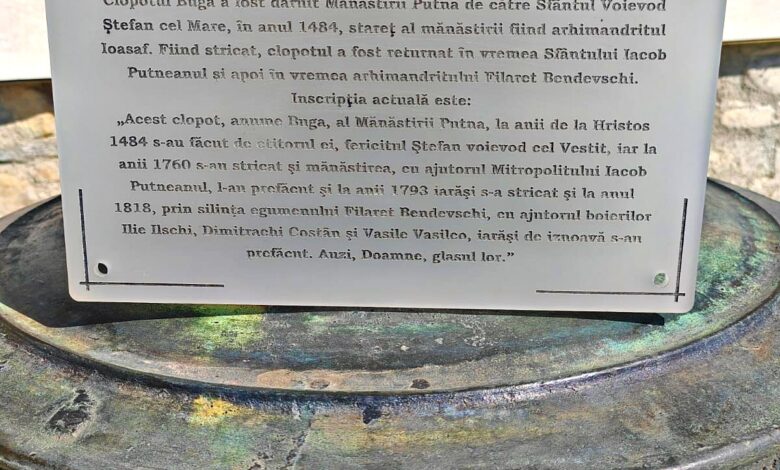 Clopotul Buga a fost dăruit Mănăstirii Putna de către Sfântul Voievod
Ştefan cel Mare, în anul 1484, stareţ al mănăstirii fiind arhimandritul
Ioasaf. Fiind stricat, clopotul a fost returnat în vremea Sfântului Iacob
Putneanul şi apoi în vremea arhimandritului Filaret Bendevschi.
Inscripţia actuală este:
„Acest clopot, anume Buga, al Mănăstirii Putna, la anii de la Hristos
1484 s-au făcut de ctitorul ei, fericitul Ştefan voievod cel Vestit, iar la
anii 1760 s-au stricat şi mănăstirea, cu ajutorul Mitropolitului Iacob
Putneanul, l-au prefăcut şi la anii 1793 iarăşi s-a stricat şi la anul
1818, prin silinţa egumenului Filaret Bendevschi, cu ajutorul boierilor
Ilie Ilschi, Dimitrachi Costân şi Vasile Vasilco, iarăşi de iznoavă s-au
prefăcut. Auzi, Doamne, glasul lor.”